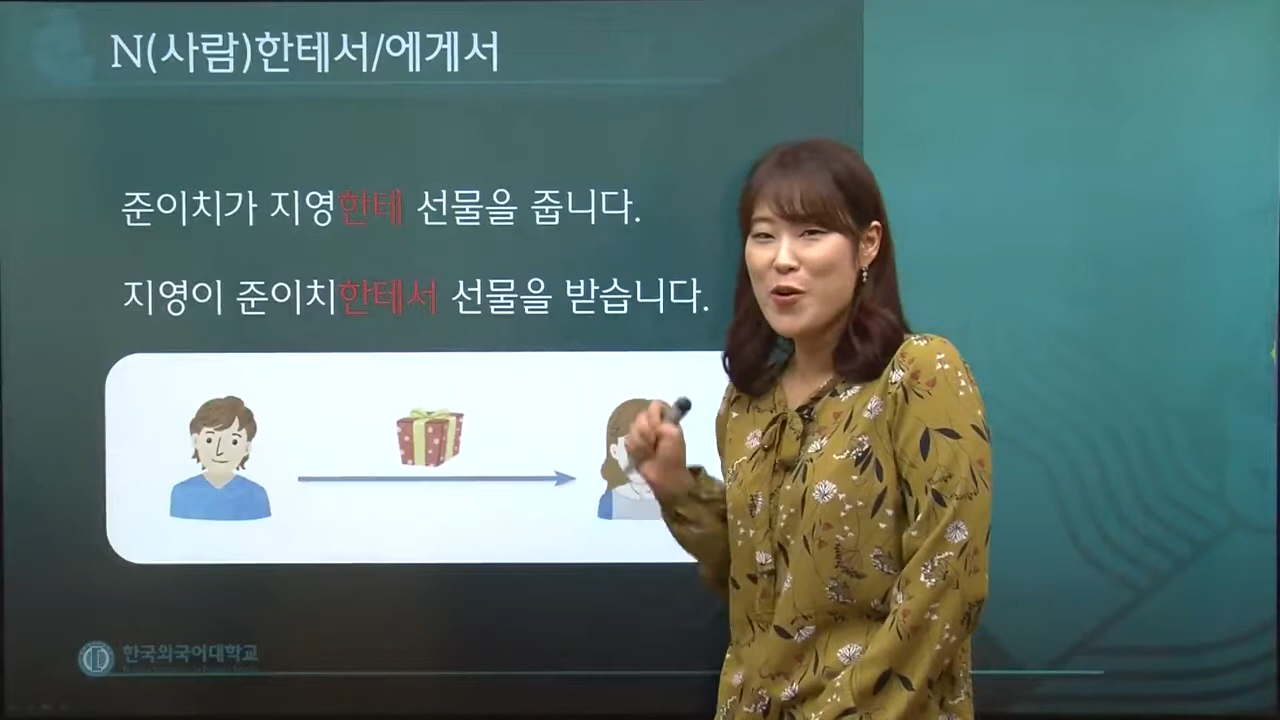 N(사람)한테서/에게서
준이치가 지영한테 선물을 줍니다.
지영이 준이치한테서 선물을 받습니다.
한국외국어대학교